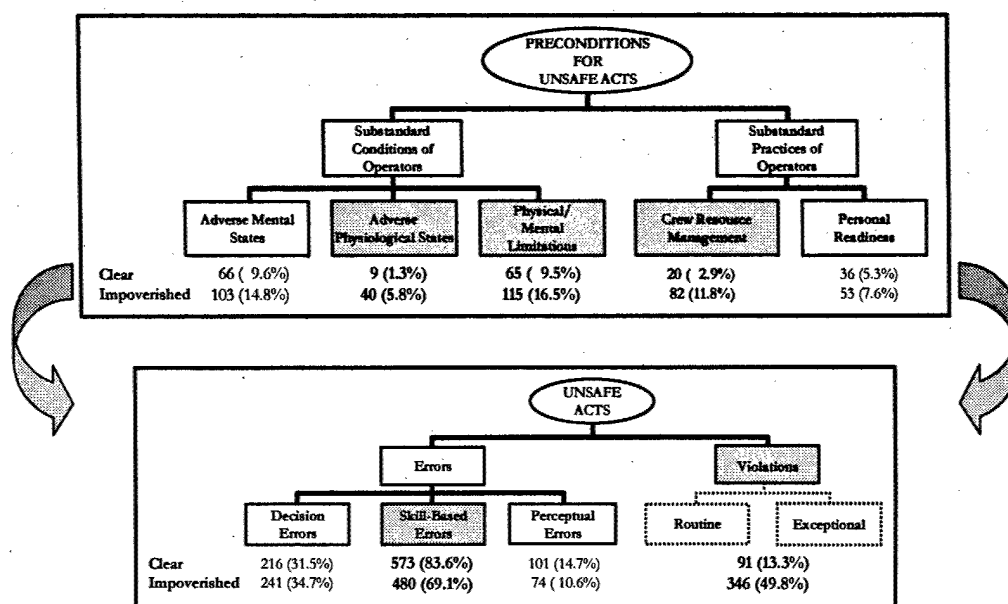 PRECONDITIONS
FOR
UNSAFE ACTS
Substandard
Conditions of
Operators
Substandard
Practices of
Operators
Adverse Mental
States
Adverse
Physiological States
Physical/
Mental
Limitations
Crew Resource
Management
Personal
Readiness
Clear 66 ( 9.6%) 9 (1.3%) 65 ( 9.5%) 20 ( 2.9%) 36 (5.3%)
Impoverished 103 (14.8%) 40 (5.8%) 115 (16.5%) 82 (11.8%) 53 (7.6%)
UNSAFE
ACTS
Errors
Violations
Decision
Errors
Skill-Based
Errors
Perceptual
Errors
Routine
Exceptional
Clear 216 (31.5%) 573 (83.6%) 101 (14.7%) 91 (13.3%)
Impoverished 241 (34.7%) 480 (69.1%) 74 (10.6%) 346 (49.8%)